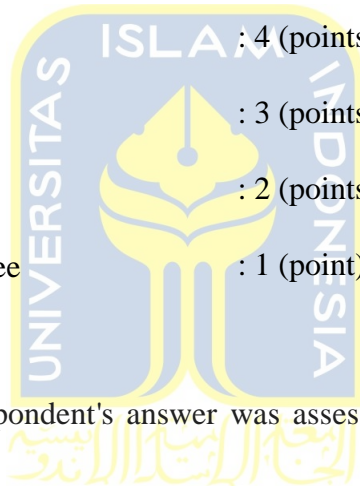 ISLAM
UNIVERSITAS
INDONESIA
: 4 (points
: 3 (points
: 2 (points
ee : 1 (point)
pondent's answer was asses